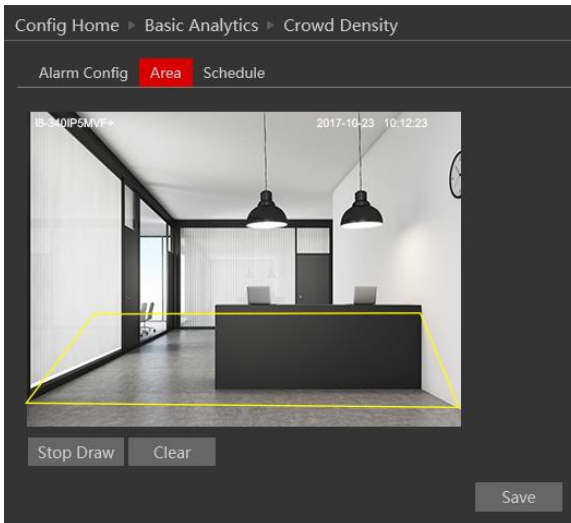 Config Home ▸ Basic Analytics ▸ Crowd Density
Alarm Config Area Schedule
I8-340IP5MVF+ 2017-10-23 10:12:23
Stop Draw Clear
Save